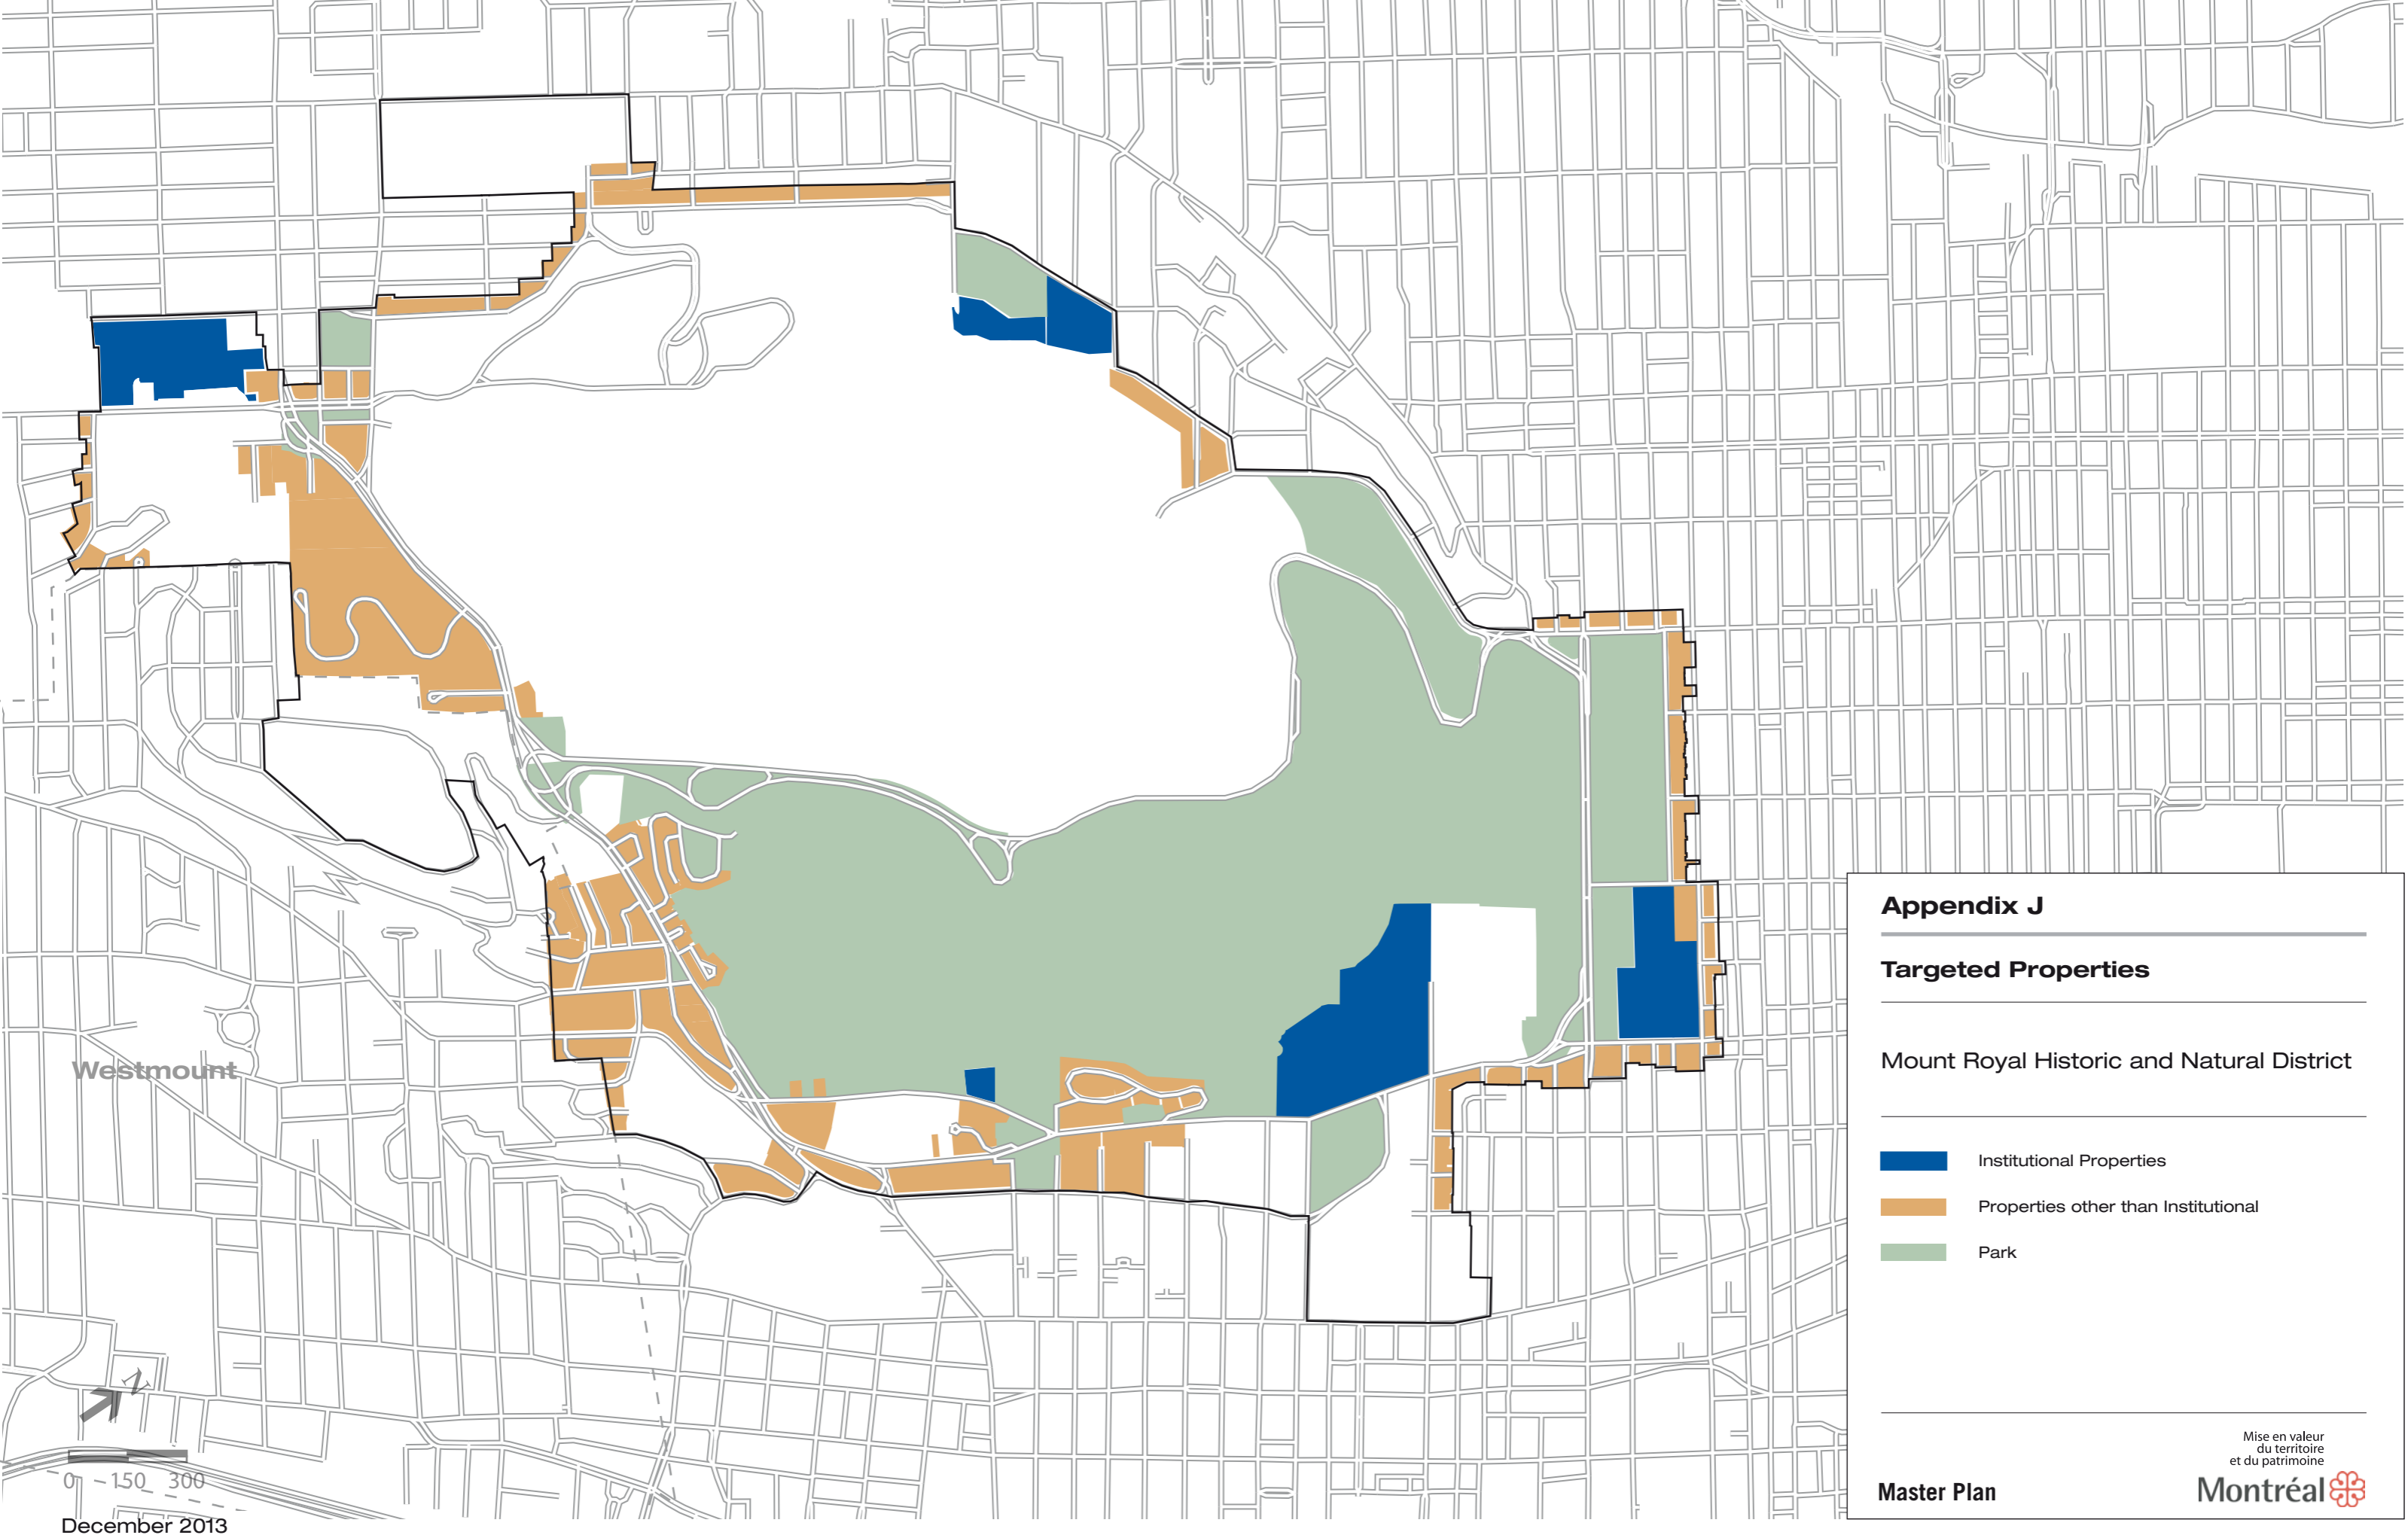 Westmount
N
0 150 300
December 2013
Appendix J
Targeted Properties
Mount Royal Historic and Natural District
Institutional Properties
Properties other than Institutional
Park
Mise en valeur
du territoire
et du patrimoine
Master Plan
Montréal